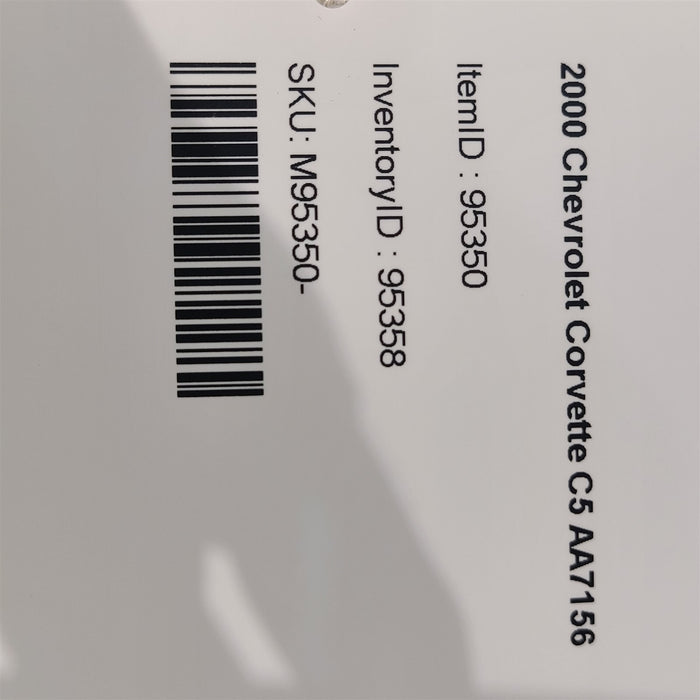 2000 Chevrolet Corvette C5 AA7156
ItemID : 95350
InventoryID : 95358
SKU: M95350-